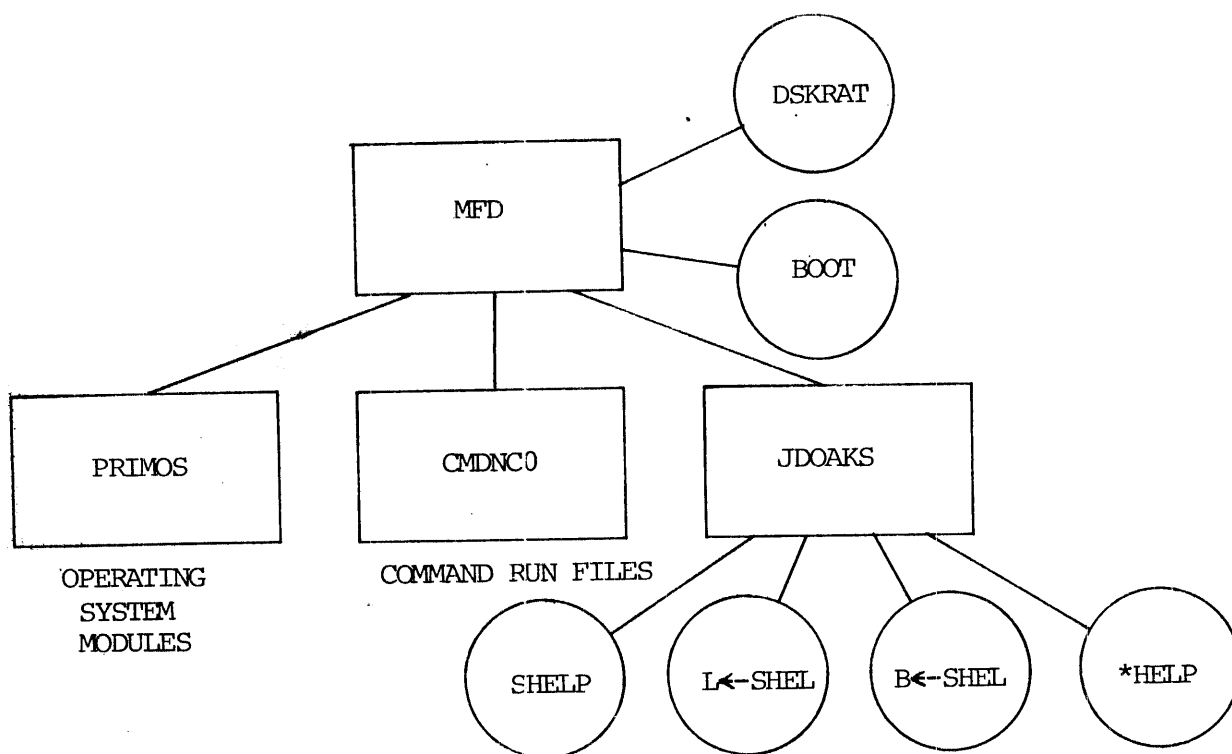 DSKRAT
MFD
BOOT
PRIMOS
CMDNC0
JDOAKS
OPERATING
SYSTEM
MODULES
COMMAND RUN FILES
SHELP
L←-SHEL
B←-SHEL
*HELP